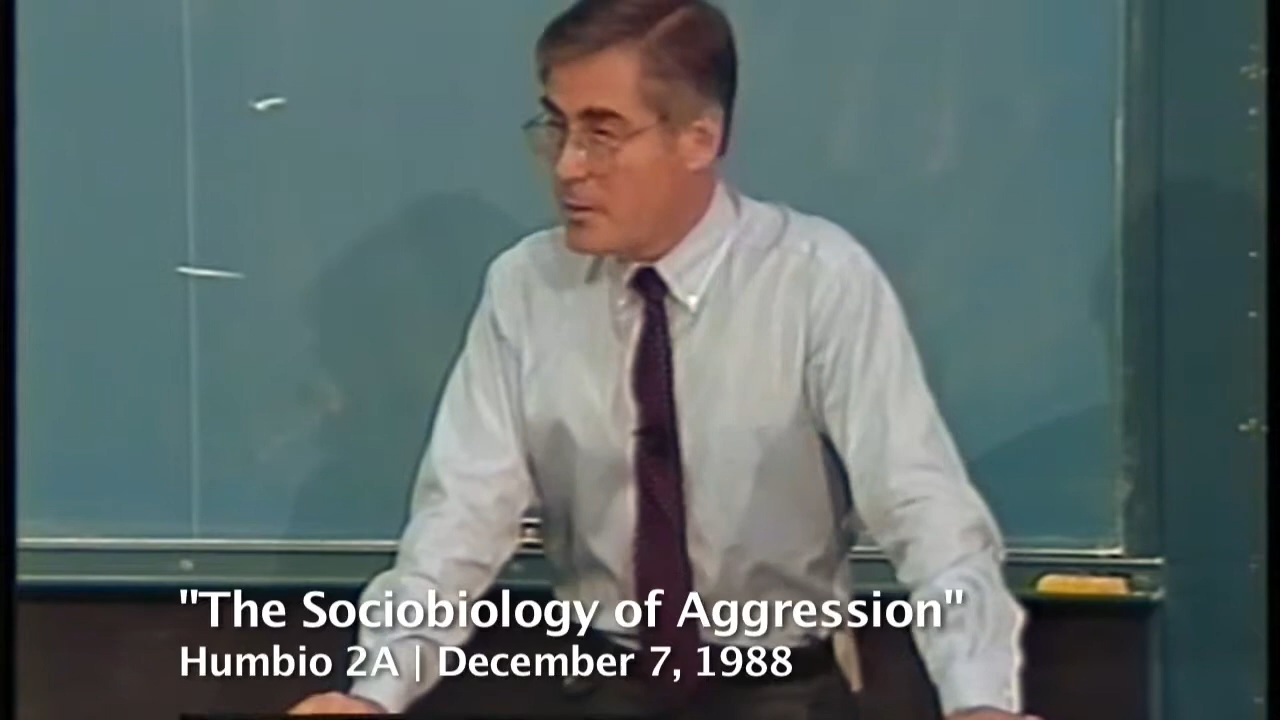 "The Sociobiology of Aggression"
Humbio 2A | December 7, 1988